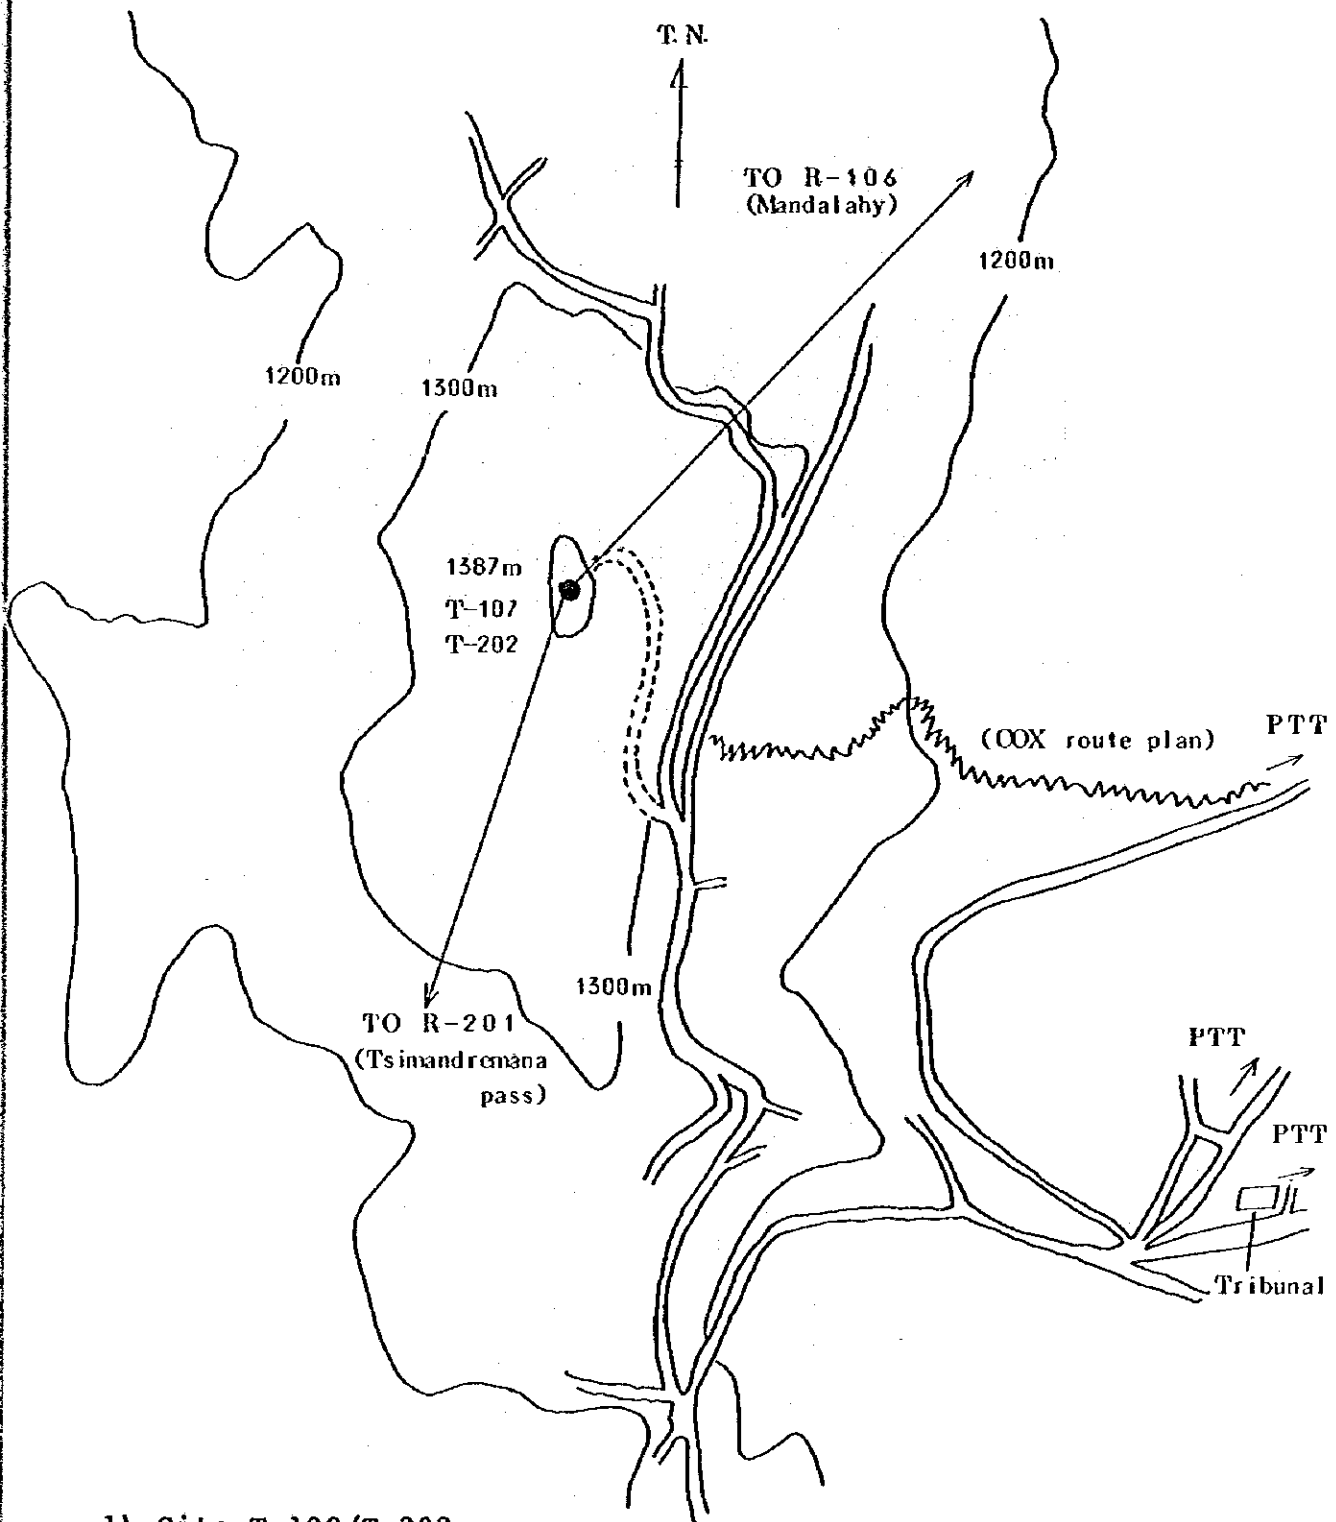 T.N.
TO R-106
(Mandalahy)
1200m
1200m
1300m
1387m
T-107
T-202
(COX route plan)
PTT
1300m
TO R-201
(Tsimandremana
pass)
PTT
PTT
Tribunal